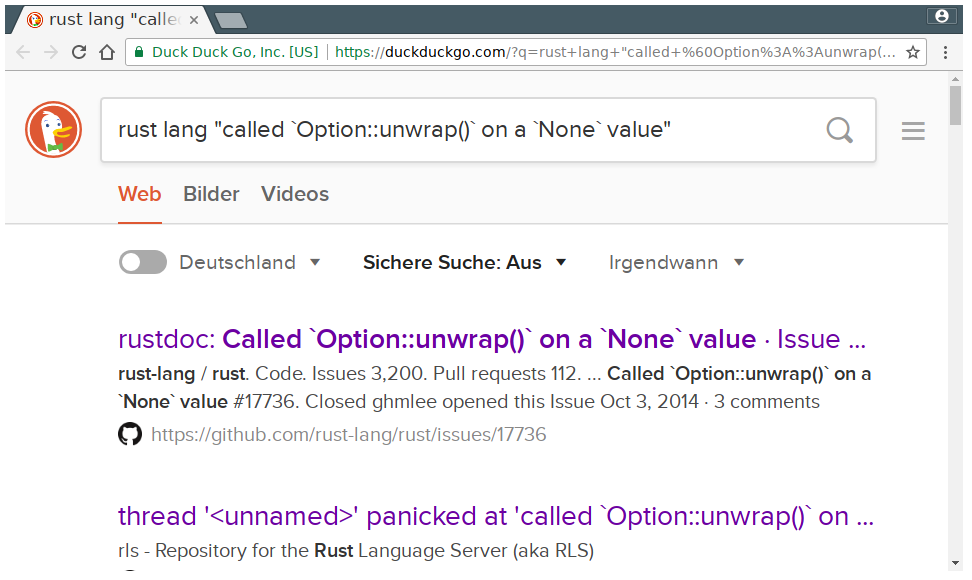 rust lang "called
Duck Duck Go, Inc. [US] https://duckduckgo.com/?q=rust+lang+"called+%60Option%3A%3Aunwrap(...
rust lang "called `Option::unwrap()` on a `None` value"
Web Bilder Videos
Deutschland Sichere Suche: Aus Irgendwann
rustdoc: Called `Option::unwrap()` on a `None` value · Issue ...
rust-lang / rust. Code. Issues 3,200. Pull requests 112. ... Called `Option::unwrap()` on a
`None` value #17736. Closed ghmlee opened this Issue Oct 3, 2014 · 3 comments
https://github.com/rust-lang/rust/issues/17736
thread '<unnamed>' panicked at 'called `Option::unwrap()` on ...
rls - Repository for the Rust Language Server (aka RLS)